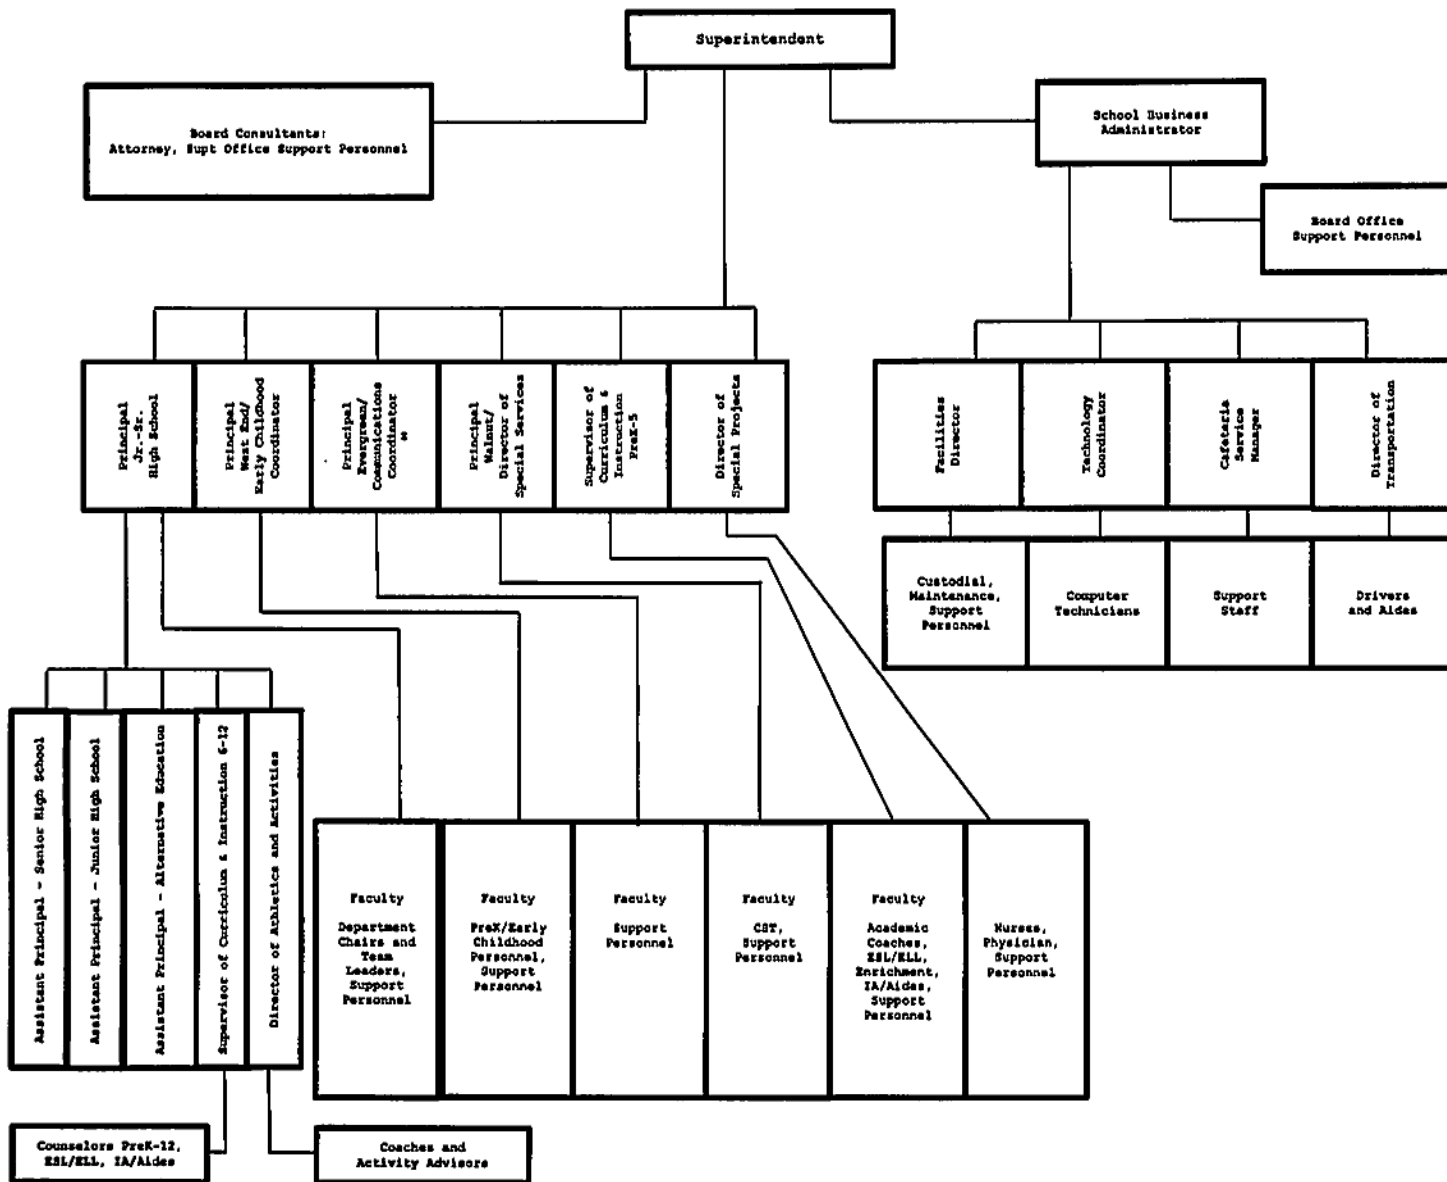 Superintendent
Board Consultants:
Attorney, Supt Office Support Personnel
School Business
Administrator
Board Office
Support Personnel
Principal
Jr.-Sr.
High School
Principal
West End/
Early Childhood
Coordinator
Principal
Evergreen/
Communications
Coordinator
Principal
Walnut/
Director of
Special Services
Supervisor of
Curriculum &
Instruction
PreK-5
Director of
Special Projects
Facilities
Director
Technology
Coordinator
Cafeteria
Service
Manager
Director of
Transportation
Custodial,
Maintenance,
Support
Personnel
Computer
Technicians
Support
Staff
Drivers
and Aides
Assistant Principal - Senior High School
Assistant Principal - Junior High School
Assistant Principal - Alternative Education
Supervisor of Curriculum & Instruction 6-12
Director of Athletics and Activities
Faculty
Department
Chairs and
Team
Leaders,
Support
Personnel
Faculty
PreK/Early
Childhood
Personnel,
Support
Personnel
Faculty
Support
Personnel
Faculty
CST,
Support
Personnel
Faculty
Academic
Coaches,
ESL/ELL,
Enrichment,
IA/Aides,
Support
Personnel
Nurses,
Physician,
Support
Personnel
Counselors PreK-12,
ESL/ELL, IA/Aides
Coaches and
Activity Advisors